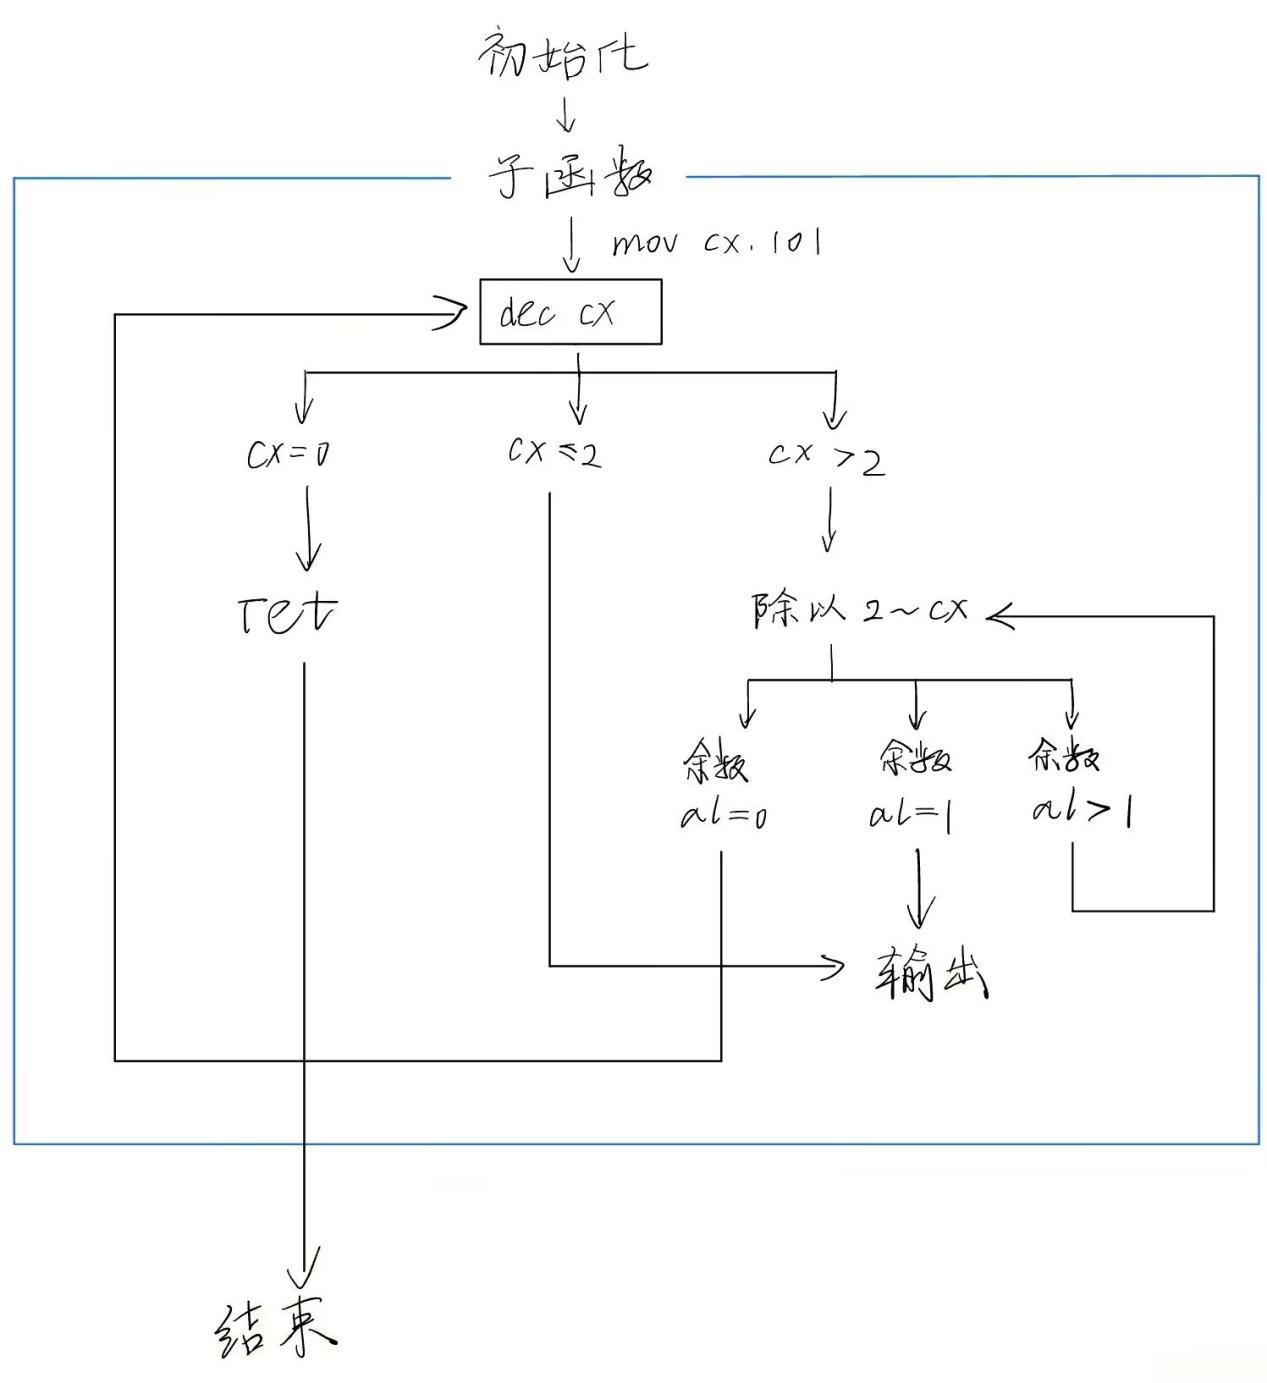 初始化
子函数
mov cx.101
dec cx
cx=0
cx≤2
cx>2
ret
除以2~cx
余数
al=0
余数
al=1
余数
al>1
输出
结束